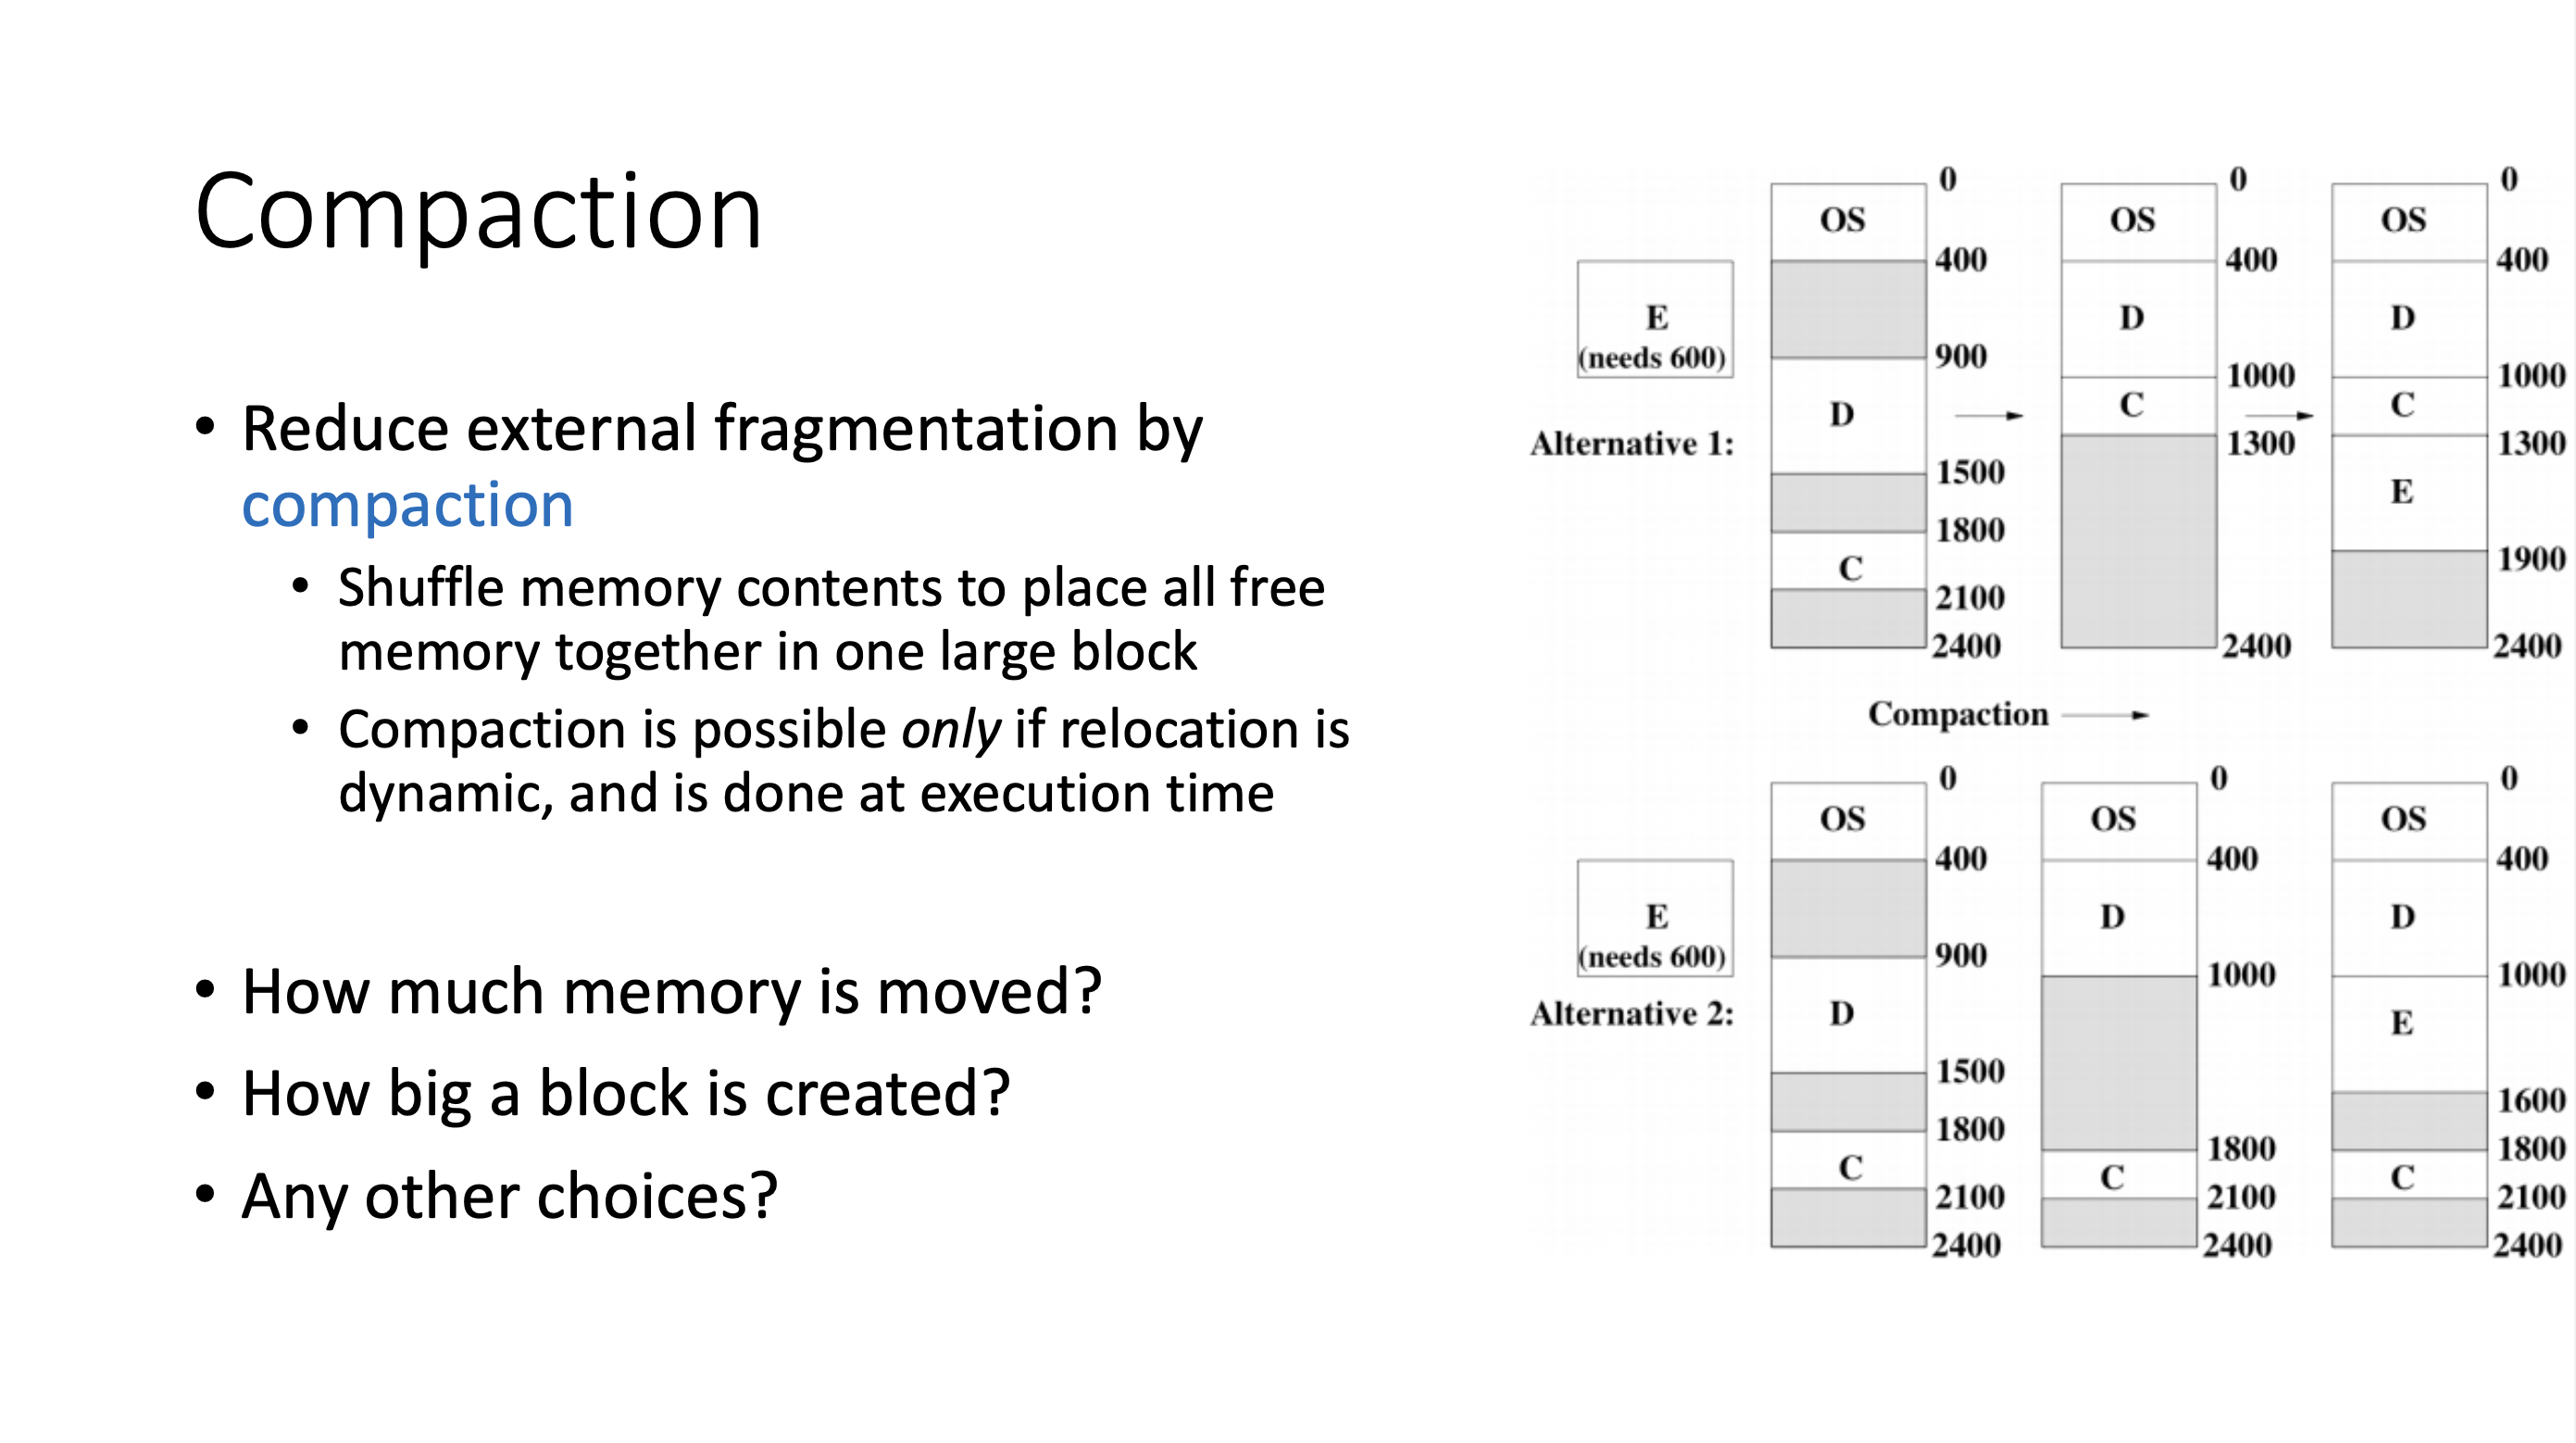 Compaction
• Reduce external fragmentation by
compaction
• Shuffle memory contents to place all free
memory together in one large block
• Compaction is possible only if relocation is
dynamic, and is done at execution time
• How much memory is moved?
• How big a block is created?
• Any other choices?
E
(needs 600)
Alternative 1:
0
OS
400
900
D
1500
1800
C
2100
2400
0
OS
400
D
1000
C
1300
2400
0
OS
400
D
1000
C
1300
E
1900
2400
Compaction
E
(needs 600)
Alternative 2:
0
OS
400
900
D
1500
1800
C
2100
2400
0
OS
400
D
1000
1800
C
2100
2400
0
OS
400
D
1000
E
1600
1800
C
2100
2400